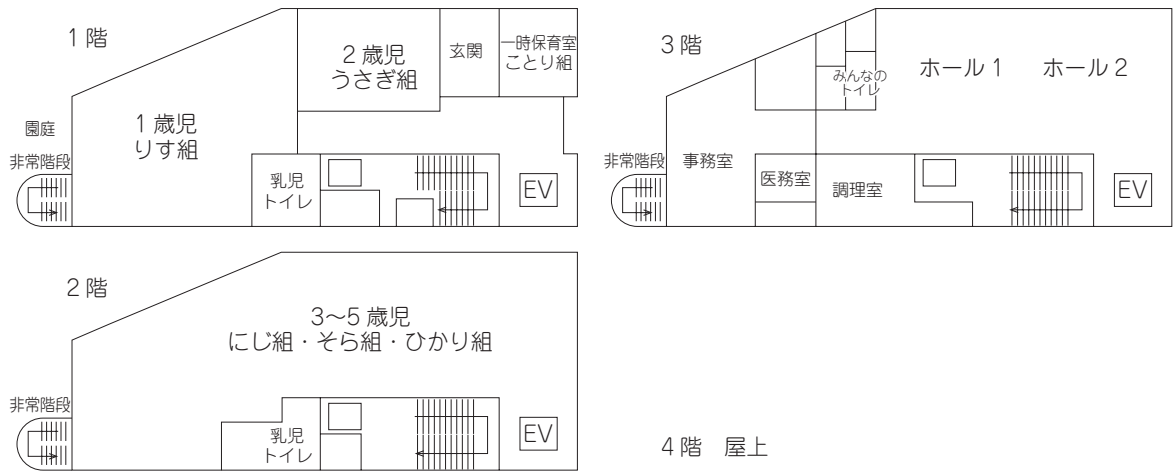 1階
2歳児
うさぎ組
玄関
一時保育室
ことり組
1歳児
りす組
園庭
非常階段
乳児
トイレ
EV
2階
3〜5歳児
にじ組・そら組・ひかり組
非常階段
乳児
トイレ
EV
3階
みんなの
トイレ
ホール1 ホール2
非常階段
事務室
医務室
調理室
EV
4階 屋上